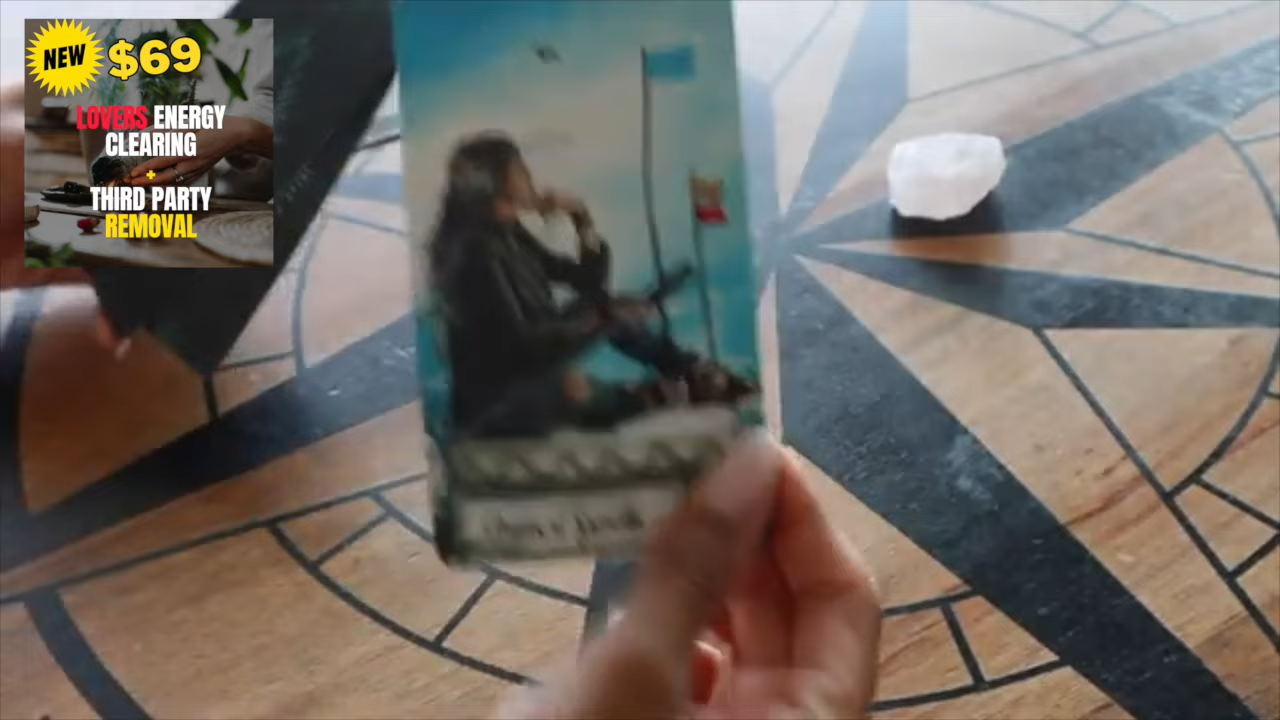 NEW $69
LOVERS ENERGY
CLEARING
+
THIRD PARTY
REMOVAL